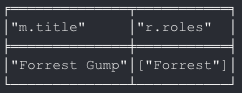 "m.title" "r.roles"
"Forrest Gump" ["Forrest"]